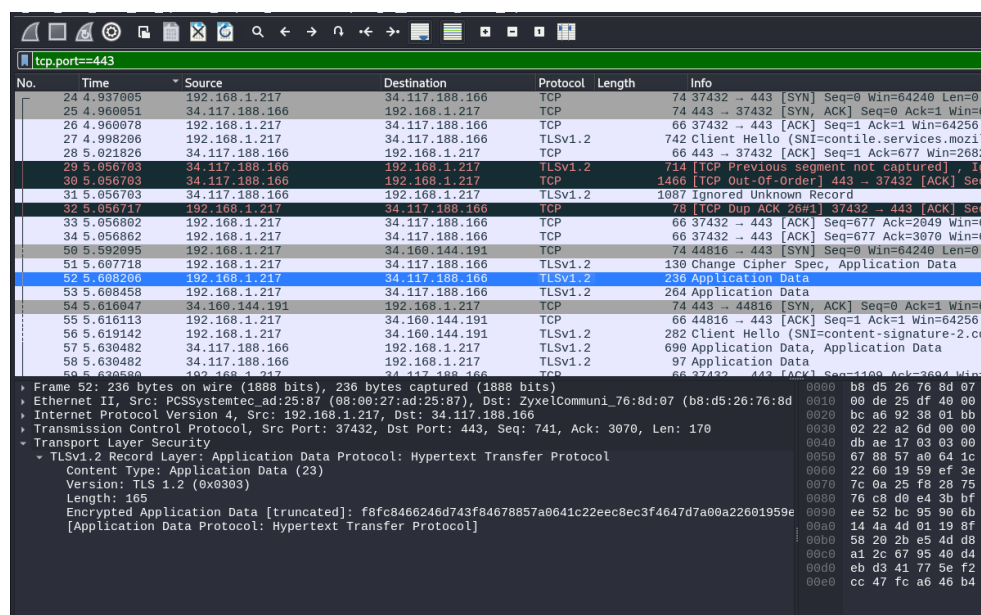 tcp.port==443
No. Time Source Destination Protocol Length Info
24 4.937005 192.168.1.217 34.117.188.166 TCP 74 37432 → 443 [SYN] Seq=0 Win=64240 Len=0
25 4.960051 34.117.188.166 192.168.1.217 TCP 74 443 → 37432 [SYN, ACK] Seq=0 Ack=1 Win=
26 4.960078 192.168.1.217 34.117.188.166 TCP 66 37432 → 443 [ACK] Seq=1 Ack=1 Win=64256
27 4.998206 192.168.1.217 34.117.188.166 TLSv1.2 742 Client Hello (SNI=contile.services.mozi
28 5.021826 34.117.188.166 192.168.1.217 TCP 66 443 → 37432 [ACK] Seq=1 Ack=677 Win=268
29 5.056703 34.117.188.166 192.168.1.217 TLSv1.2 714 [TCP Previous segment not captured] ,
30 5.056703 34.117.188.166 192.168.1.217 TCP 1466 [TCP Out-Of-Order] 443 → 37432 [ACK]
31 5.056703 34.117.188.166 192.168.1.217 TLSv1.2 1087 Ignored Unknown Record
32 5.056717 192.168.1.217 34.117.188.166 TCP 78 [TCP Dup ACK 26#1] 37432 → 443 [ACK]
33 5.056802 192.168.1.217 34.117.188.166 TCP 66 37432 → 443 [ACK] Seq=677 Ack=2049 Win=
34 5.056862 192.168.1.217 34.117.188.166 TCP 66 37432 → 443 [ACK] Seq=677 Ack=3070 Win=
50 5.592095 192.168.1.217 34.160.144.191 TCP 74 44816 → 443 [SYN] Seq=0 Win=64240 Len=0
51 5.607718 192.168.1.217 34.117.188.166 TLSv1.2 130 Change Cipher Spec, Application Data
52 5.608206 192.168.1.217 34.117.188.166 TLSv1.2 236 Application Data
53 5.608458 192.168.1.217 34.117.188.166 TLSv1.2 264 Application Data
54 5.616047 34.160.144.191 192.168.1.217 TCP 74 443 → 44816 [SYN, ACK] Seq=0 Ack=1 Win=
55 5.616113 192.168.1.217 34.160.144.191 TCP 66 44816 → 443 [ACK] Seq=1 Ack=1 Win=64256
56 5.619142 192.168.1.217 34.160.144.191 TLSv1.2 282 Client Hello (SNI=content-signature-2.c
57 5.630482 34.117.188.166 192.168.1.217 TLSv1.2 690 Application Data, Application Data
58 5.630482 34.117.188.166 192.168.1.217 TLSv1.2 97 Application Data
59 5.630580 192.168.1.217 34.117.188.166 TCP 66 37432 → 443 [ACK] Seq=1109 Ack=3694 Win=
Frame 52: 236 bytes on wire (1888 bits), 236 bytes captured (1888 bits)
Ethernet II, Src: PCSSystemtec_ad:25:87 (08:00:27:ad:25:87), Dst: ZyxelCommuni_76:8d:07 (b8:d5:26:76:8d
Internet Protocol Version 4, Src: 192.168.1.217, Dst: 34.117.188.166
Transmission Control Protocol, Src Port: 37432, Dst Port: 443, Seq: 741, Ack: 3070, Len: 170
Transport Layer Security
TLSv1.2 Record Layer: Application Data Protocol: Hypertext Transfer Protocol
Content Type: Application Data (23)
Version: TLS 1.2 (0x0303)
Length: 165
Encrypted Application Data [truncated]: f8fc8466246d743f84678857a0641c22eec8ec3f4647d7a00a22601959e
[Application Data Protocol: Hypertext Transfer Protocol]
0000 b8 d5 26 76 8d 07
0010 00 de 25 df 40 00
0020 bc a6 92 38 01 bb
0030 02 22 a2 6d 00 00
0040 db ae 17 03 03 00
0050 67 88 57 a0 64 1c
0060 22 60 19 59 ef 3e
0070 7c 0a 25 f8 28 75
0080 76 c8 d0 e4 3b bf
0090 ee 52 bc 95 90 6b
00a0 14 4a 4d 01 19 8f
00b0 58 20 2b e5 4d d8
00c0 a1 2c 67 95 40 d4
00d0 eb d3 41 77 5e f2
00e0 cc 47 fc a6 46 b4